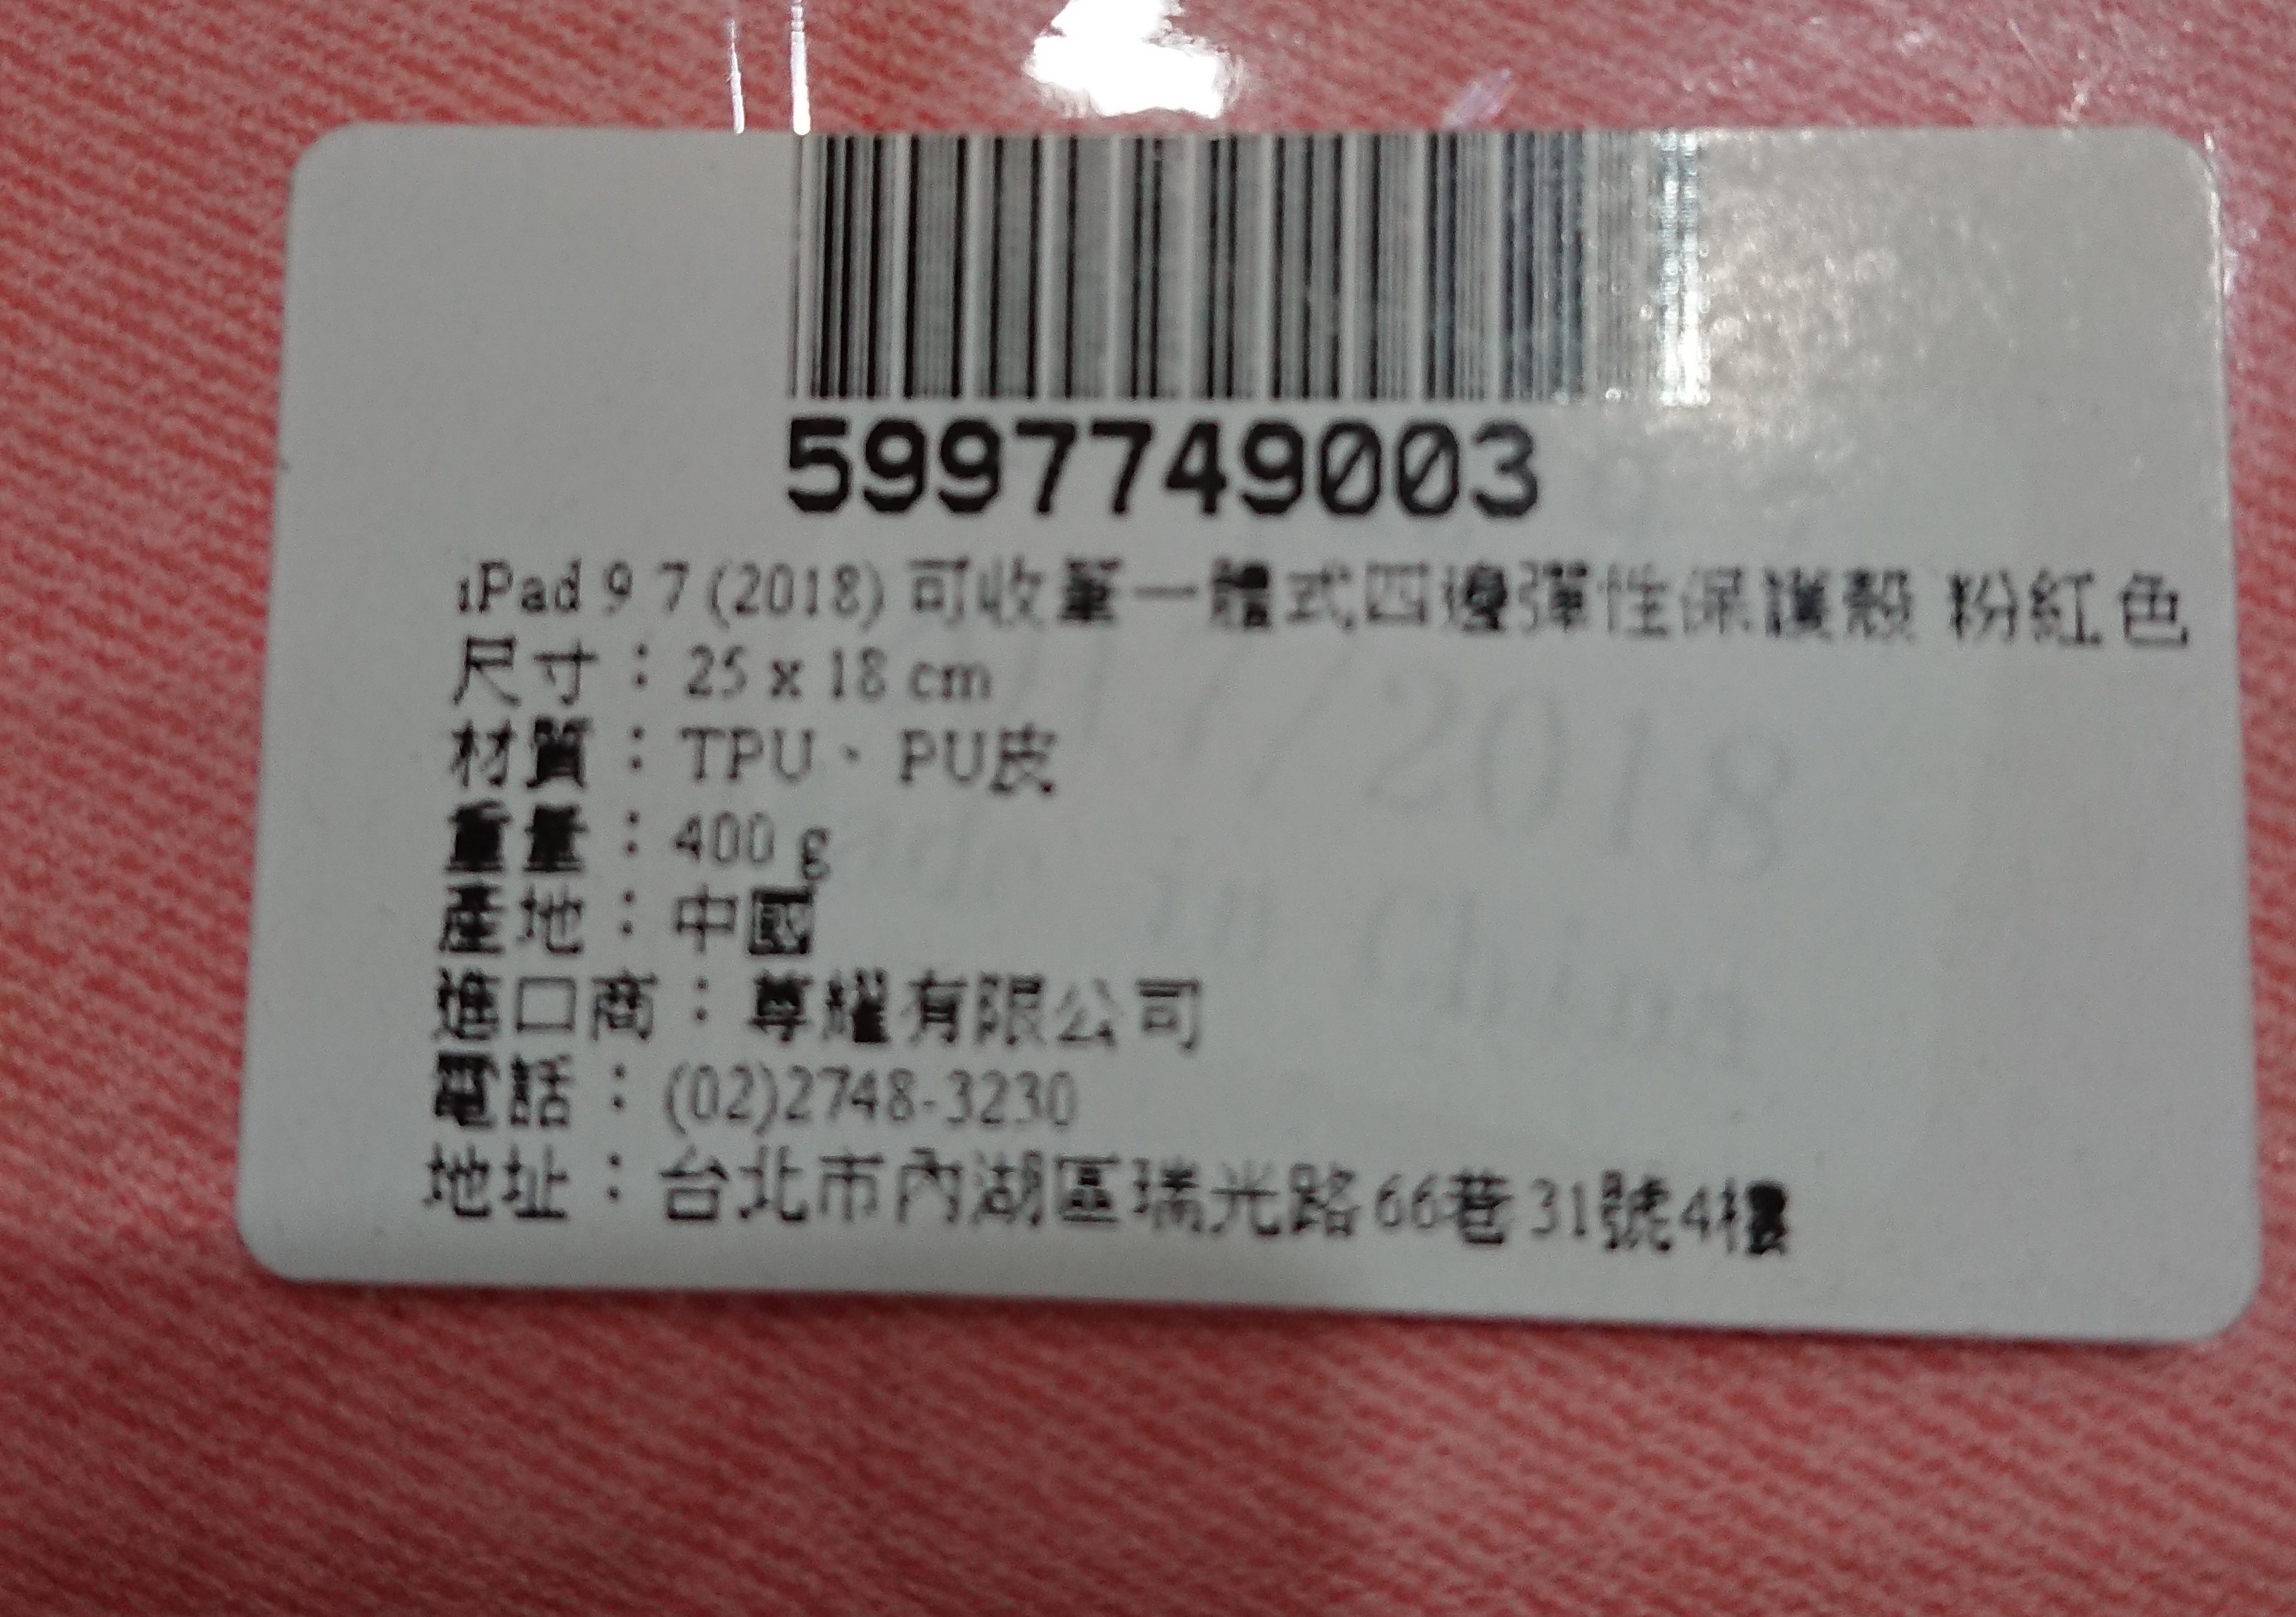 5997749003
iPad 9 7 (2018) 可收筆一體式四邊彈性保護殼 粉紅色
尺寸：25 x 18 cm
材質：TPU、PU皮
重量：400 g
產地：中國
進口商：尊耀有限公司
電話：(02)2748-3230
地址：台北市內湖區瑞光路66巷31號4樓